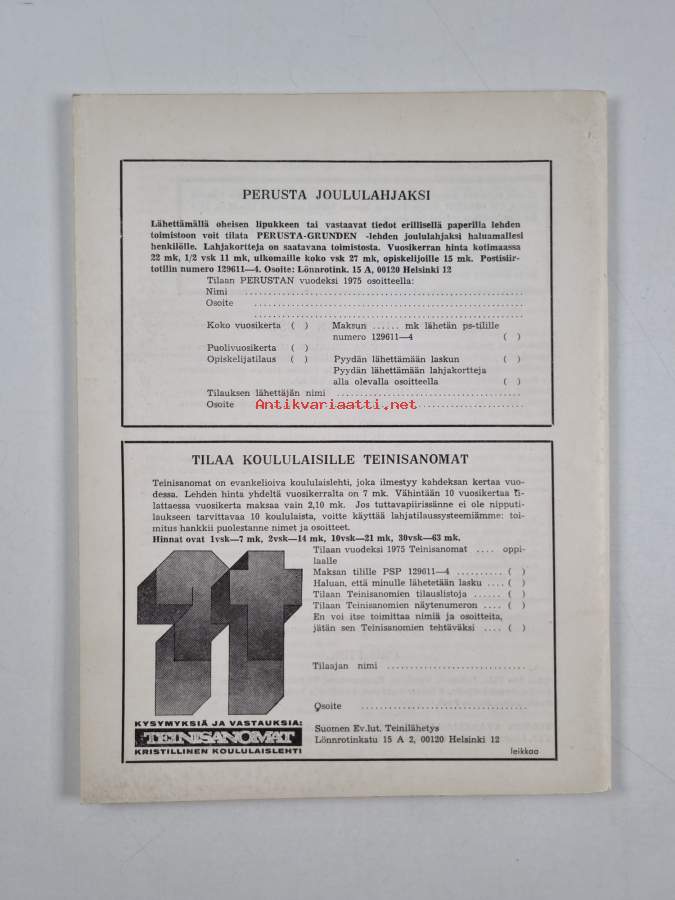 PERUSTA JOULULAHJAKSI
Lähettämällä oheisen lipukkeen tai vastaavat tiedot erillisellä paperilla lehden
toimistoon voit tilata PERUSTA-GRUNDEN -lehden joululahjaksi haluamallesi
henkilölle. Lahjakortteja on saatavana toimistosta. Vuosikerran hinta kotimaassa
22 mk, 1/2 vsk 11 mk, ulkomaille koko vsk 27 mk, opiskelijoille 15 mk. Postisiir-
totilin numero 129611—4. Osoite: Lönnrotink. 15 A, 00120 Helsinki 12
Tilaan PERUSTAN vuodeksi 1975 osoitteella:
Nimi
Osoite
Koko vuosikerta ( ) Maksun ...... mk lähetän ps-tilille
numero 129611—4 ( )
Puolivuosikerta ( )
Opiskelijatilaus ( ) Pyydän lähettämään laskun ( )
Pyydän lähettämään lahjakortteja
alla olevalla osoitteella ( )
Tilauksen lähettäjän nimi
Osoite
Antikvariaatti.net
TILAA KOULULAISILLE TEINISANOMAT
Teinisanomat on evankelioiva koululaislehti, joka ilmestyy kahdeksan kertaa vuo-
dessa. Lehden hinta yhdeltä vuosikerralta on 7 mk. Vähintään 10 vuosikertaa ti-
lattaessa vuosikerta maksaa vain 2,10 mk. Jos tuttavapiirissänne ei ole nipputi-
laukseen tarvittavaa 10 koululaista, voitte käyttää lahjatilaussysteemiämme: toi-
mitus hankkii puolestanne nimet ja osoitteet.
Hinnat ovat 1vsk—7 mk, 2vsk—14 mk, 10vsk—21 mk, 30vsk—63 mk.
Tilaan vuodeksi 1975 Teinisanomat .... oppi-
laalle
Maksan tilille PSP 129611—4 .......... ( )
Haluan, että minulle lähetetään lasku .... ( )
Tilaan Teinisanomien tilauslistoja ...... ( )
Tilaan Teinisanomien näytenumeron .... ( )
En voi itse toimittaa nimiä ja osoitteita,
jätän sen Teinisanomien tehtäväksi .... ( )
Tilaajan nimi
Osoite
KYSYMYKSIÄ JA VASTAUKSIA:
TEINISANOMAT
KRISTILLINEN KOULULAISLEHTI
Suomen Ev.lut. Teinilähetys
Lönnrotinkatu 15 A 2, 00120 Helsinki 12
leikkaa